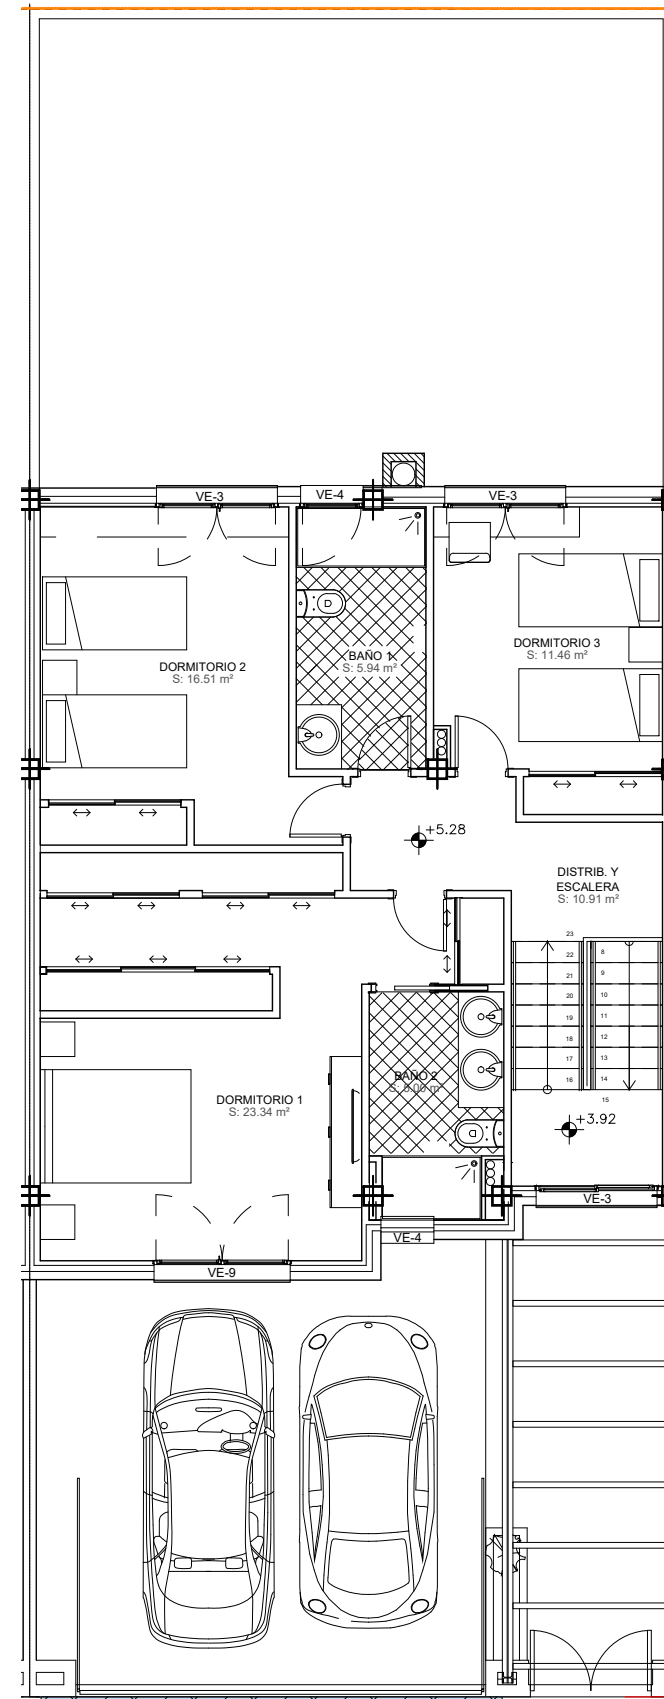 VE-3
VE-4
VE-3
DORMITORIO 2
S: 16.51 m²
BAÑO 1
S: 5.94 m²
DORMITORIO 3
S: 11.46 m²
+5.28
DISTRIB. Y
ESCALERA
S: 10.91 m²
23
22
8
21
9
20
10
19
11
18
12
17
13
16
14
15
BAÑO 2
DORMITORIO 1
S: 23.34 m²
+3.92
VE-3
VE-4
VE-9